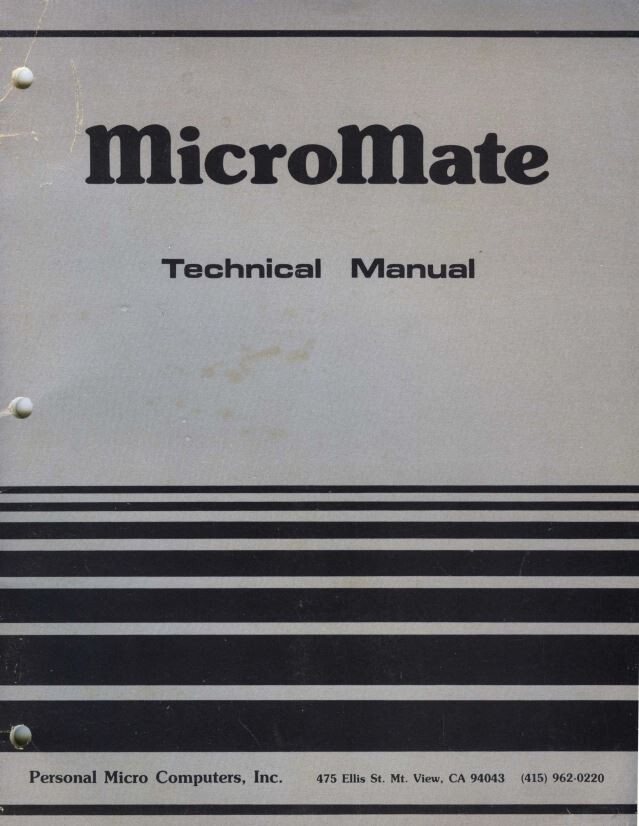 MicroMate
Technical Manual
Personal Micro Computers, Inc. 475 Ellis St. Mt. View, CA 94043 (415) 962-0220